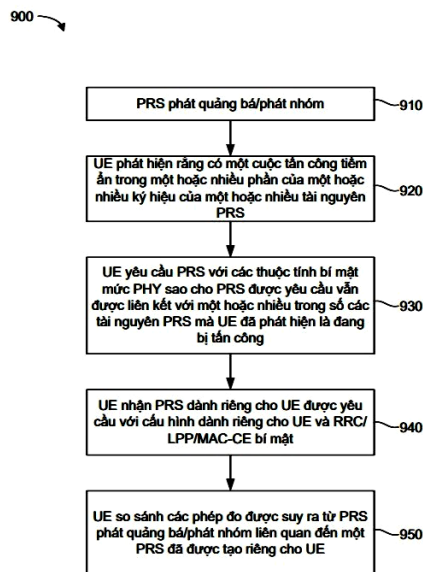 900
PRS phát quảng bá/phát nhóm
910
UE phát hiện rằng có một cuộc tấn công tiềm
ẩn trong một hoặc nhiều phần của một hoặc
nhiều ký hiệu của một hoặc nhiều tài nguyên
PRS
920
UE yêu cầu PRS với các thuộc tính bí mật
mức PHY sao cho PRS được yêu cầu vẫn
được liên kết với một hoặc nhiều trong số các
tài nguyên PRS mà UE đã phát hiện là đang
bị tấn công
930
UE nhận PRS dành riêng cho UE được yêu
cầu với cấu hình dành riêng cho UE và RRC/
LPP/MAC-CE bí mật
940
UE so sánh các phép đo được suy ra từ PRS
phát quảng bá/phát nhóm liên quan đến một
PRS đã được tạo riêng cho UE
950